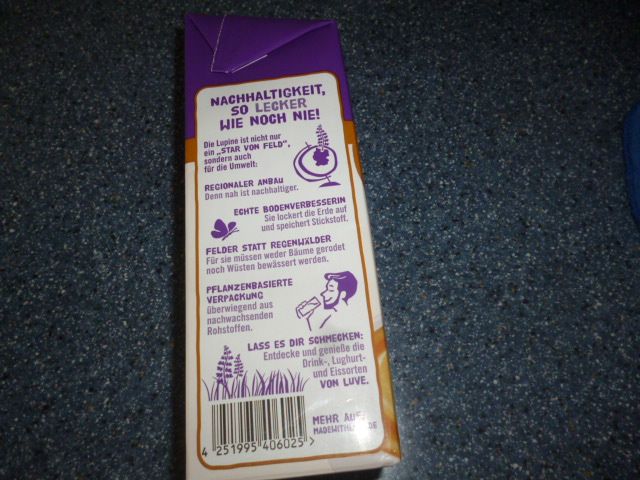 NACHHALTIGKEIT,
SO LECKER
WIE NOCH NIE!
Die Lupine ist nicht nur
ein „STAR VON FELD",
sondern auch
für die Umwelt:
REGIONALER ANBAU
Denn nah ist nachhaltiger.
ECHTE BODENVERBESSERIN
Sie lockert die Erde auf
und speichert Stickstoff.
FELDER STATT REGENWÄLDER
Für sie müssen weder Bäume gerodet
noch Wüsten bewässert werden.
PFLANZENBASIERTE
VERPACKUNG
überwiegend aus
nachwachsenden
Rohstoffen.
LASS ES DIR SCHMECKEN:
Entdecke und genieße die
Drink-, Lughurt-
und Eissorten
VON LUVE.
MEHR AUF:
4 251995 406025 >